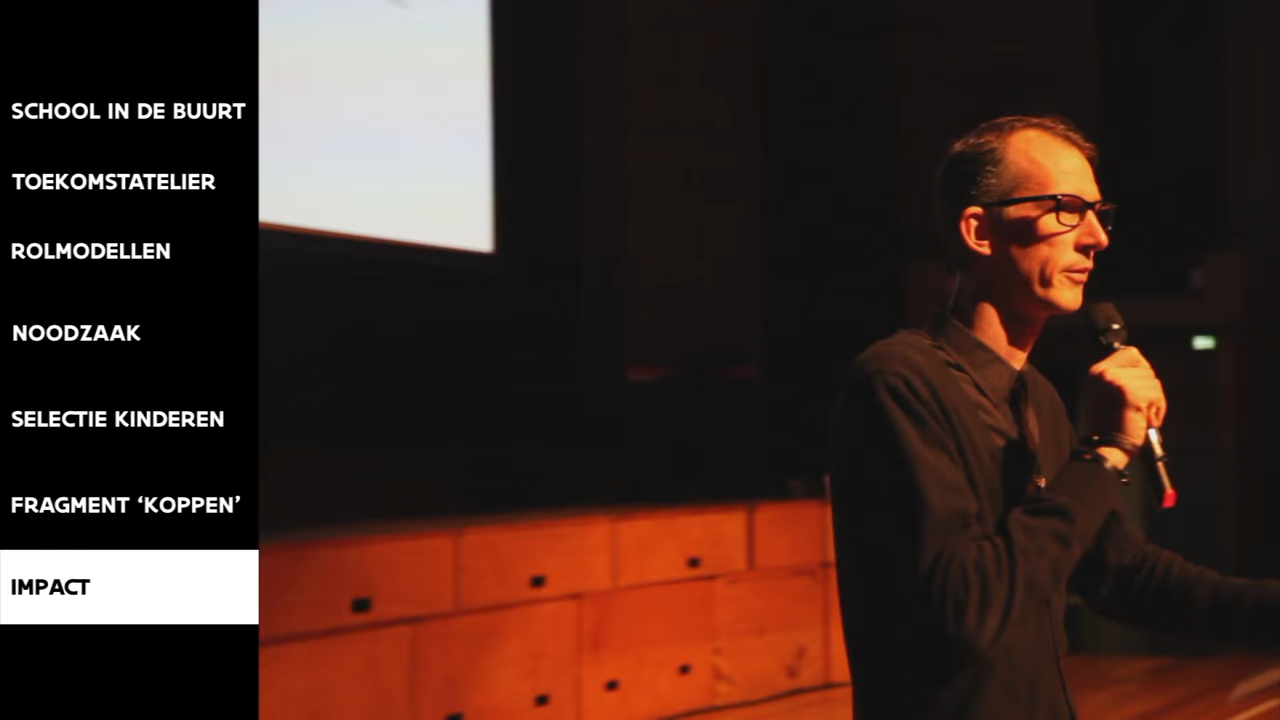 SCHOOL IN DE BUURT
TOEKOMSTATELIER
ROLMODELLEN
NOODZAAK
SELECTIE KINDEREN
FRAGMENT ‘KOPPEN’
IMPACT